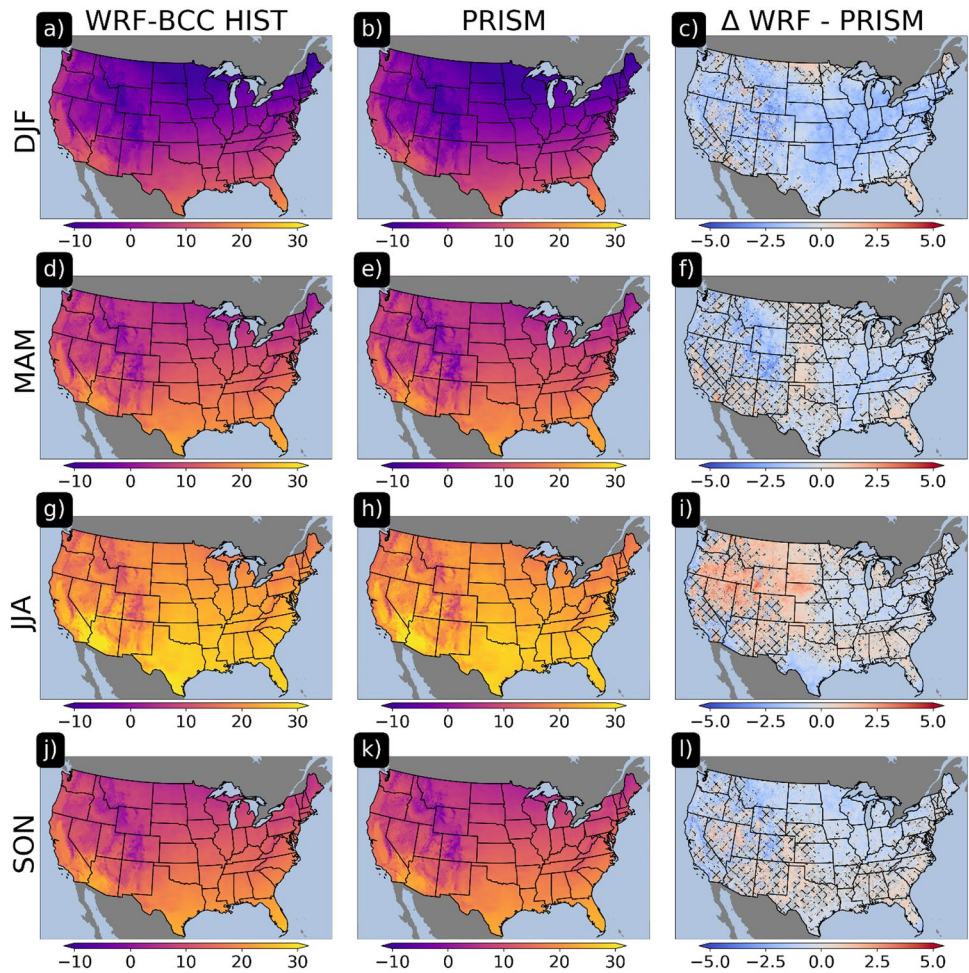 WRF-BCC HIST PRISM Δ WRF - PRISM
a) b) c)
DJF
−10 0 10 20 30 −10 0 10 20 30 −5.0 −2.5 0.0 2.5 5.0
d) e) f)
MAM
−10 0 10 20 30 −10 0 10 20 30 −5.0 −2.5 0.0 2.5 5.0
g) h) i)
JJA
−10 0 10 20 30 −10 0 10 20 30 −5.0 −2.5 0.0 2.5 5.0
j) k) l)
SON
−10 0 10 20 30 −10 0 10 20 30 −5.0 −2.5 0.0 2.5 5.0